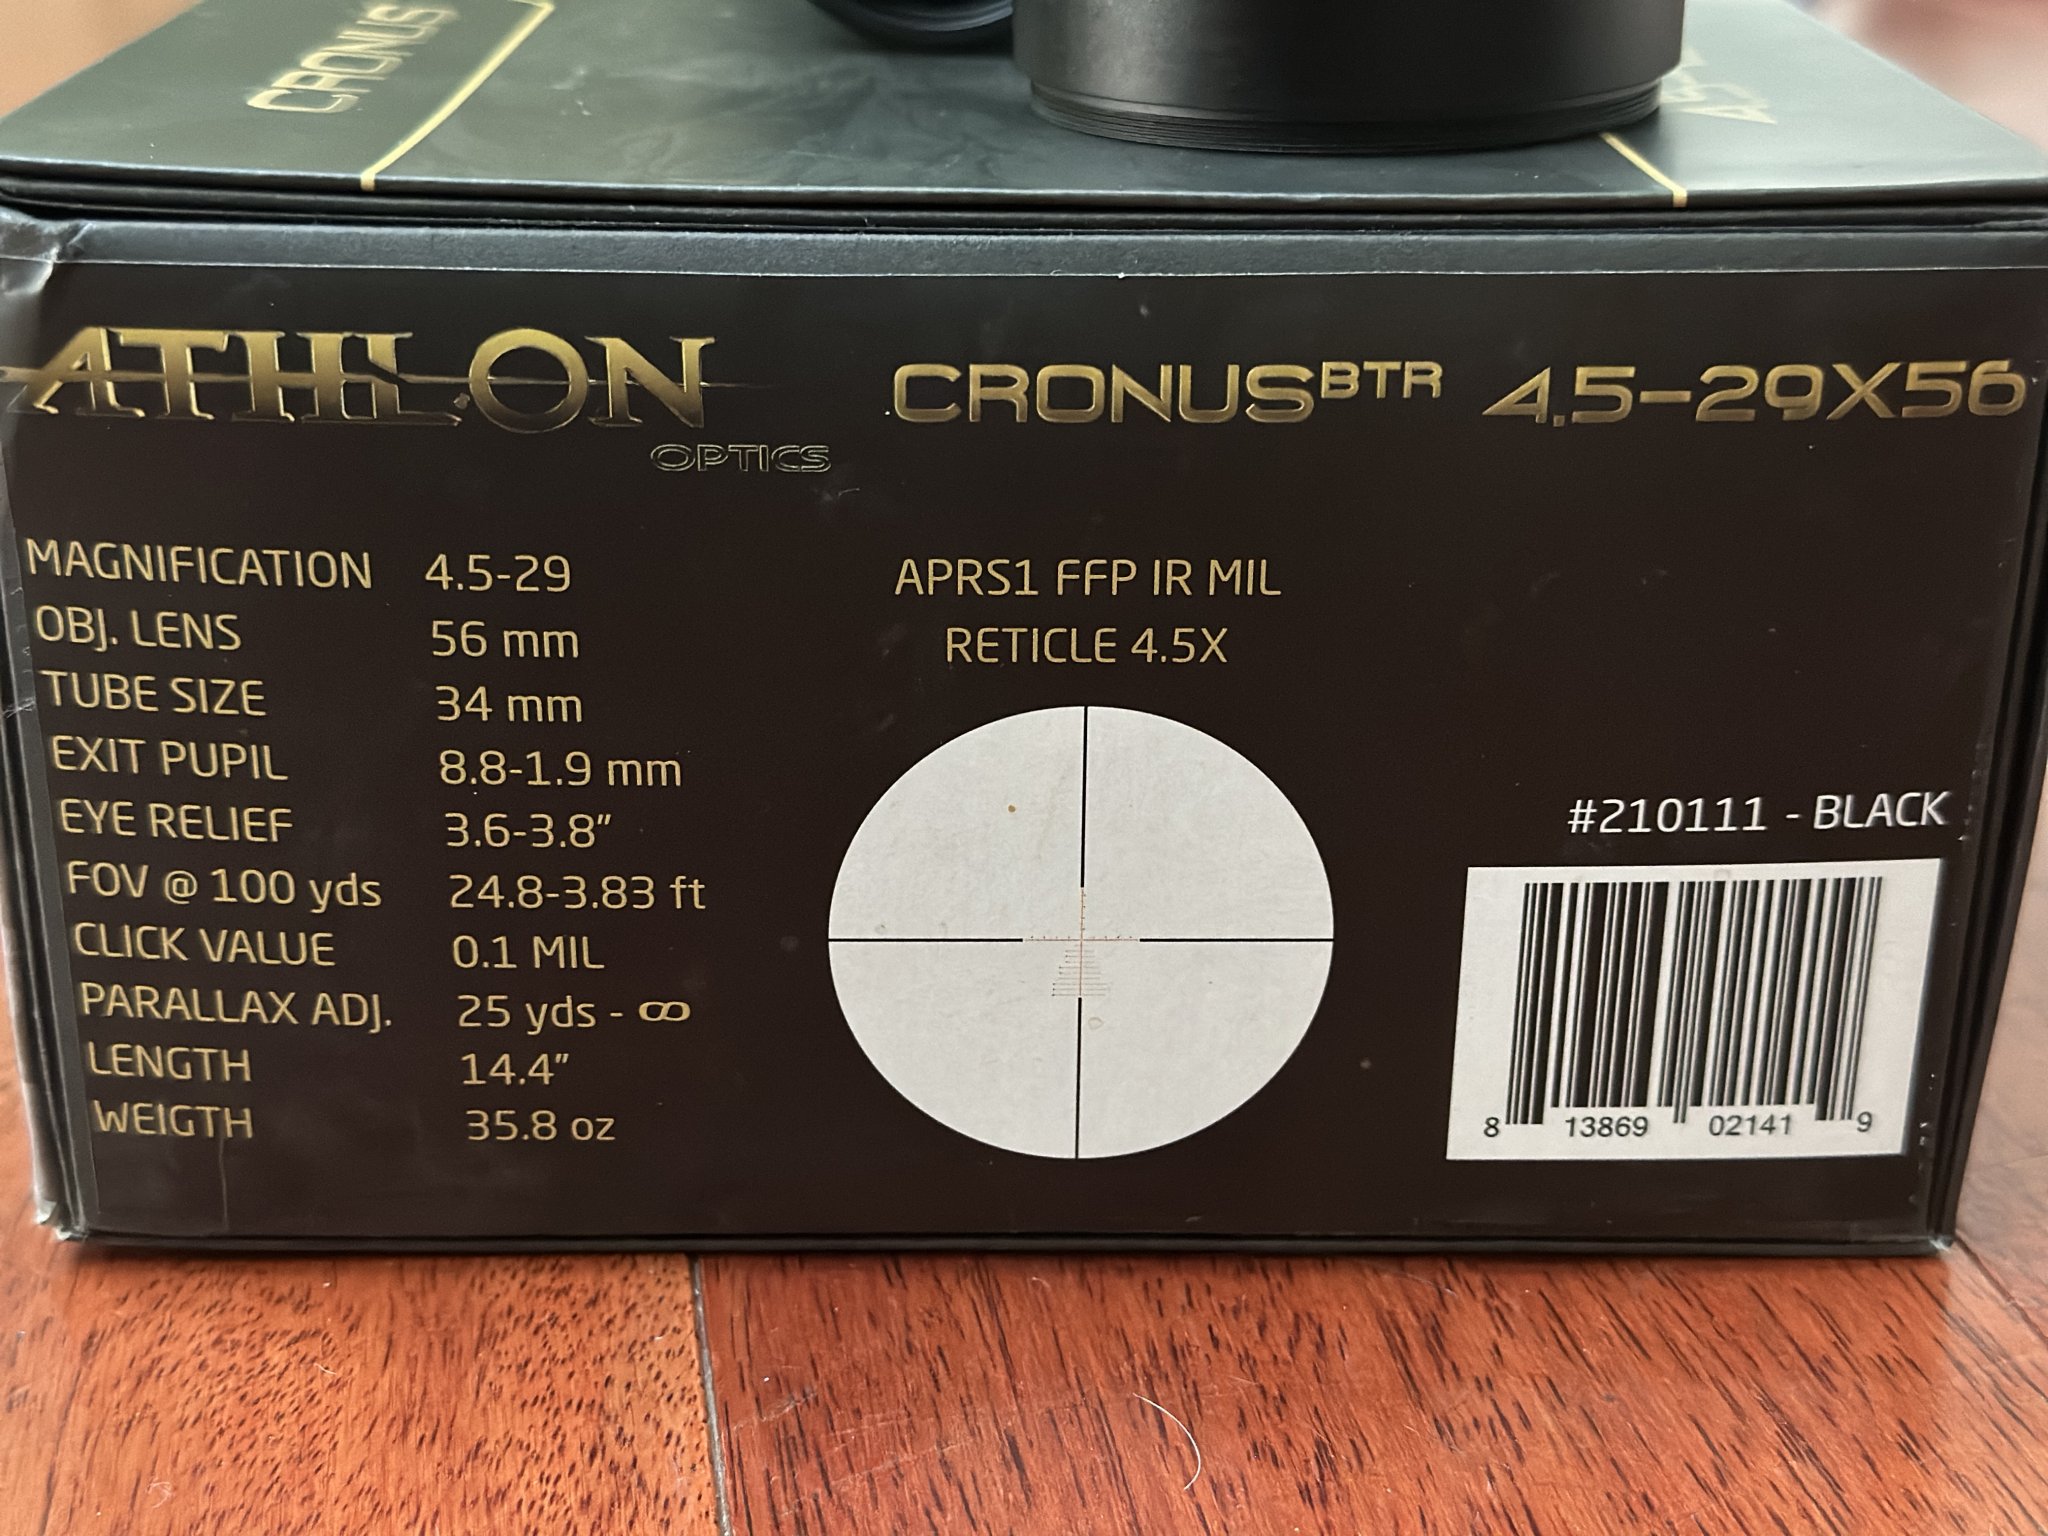 CRONUS
ATHLON
OPTICS
CRONUS BTR 4.5-29X56
MAGNIFICATION 4.5-29
OBJ. LENS 56 mm
TUBE SIZE 34 mm
EXIT PUPIL 8.8-1.9 mm
EYE RELIEF 3.6-3.8”
FOV @ 100 yds 24.8-3.83 ft
CLICK VALUE 0.1 MIL
PARALLAX ADJ. 25 yds - ∞
LENGTH 14.4”
WEIGTH 35.8 oz
APRS1 FFP IR MIL
RETICLE 4.5X
#210111 - BLACK
8 13869 02141 9